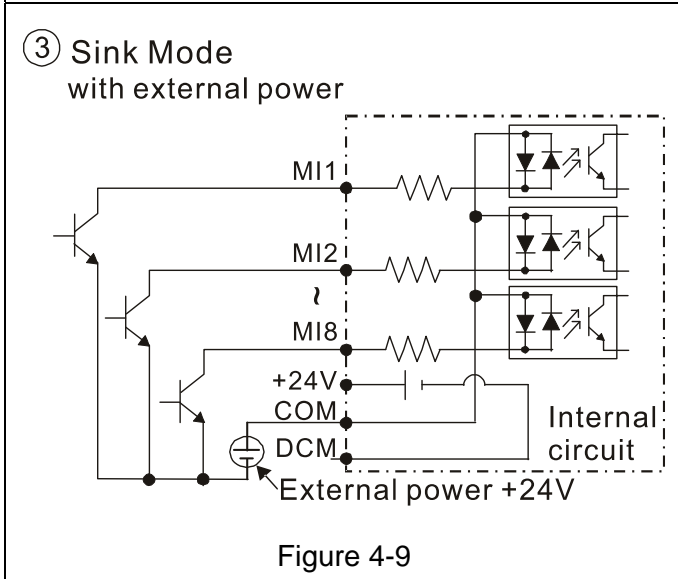 ③ Sink Mode
with external power
MI1
MI2
~
MI8
+24V
COM
DCM
Internal
circuit
External power +24V
Figure 4-9